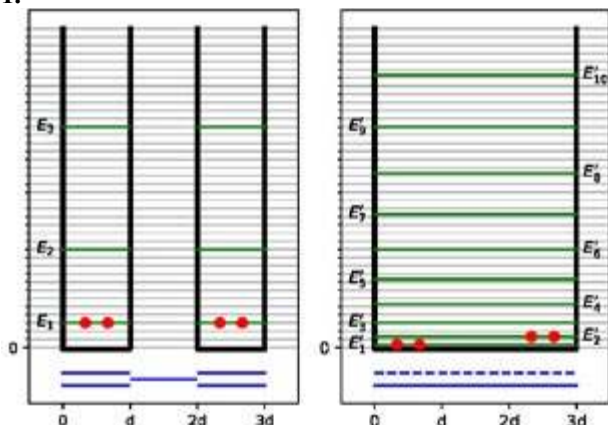 1.
E₃
E₂
E₁
0
0 d 2d 3d
E'₁₀
E'₉
E'₈
E'₇
E'₆
E'₅
E'₄
E'₃
E'₂
E'₁
0
0 d 2d 3d